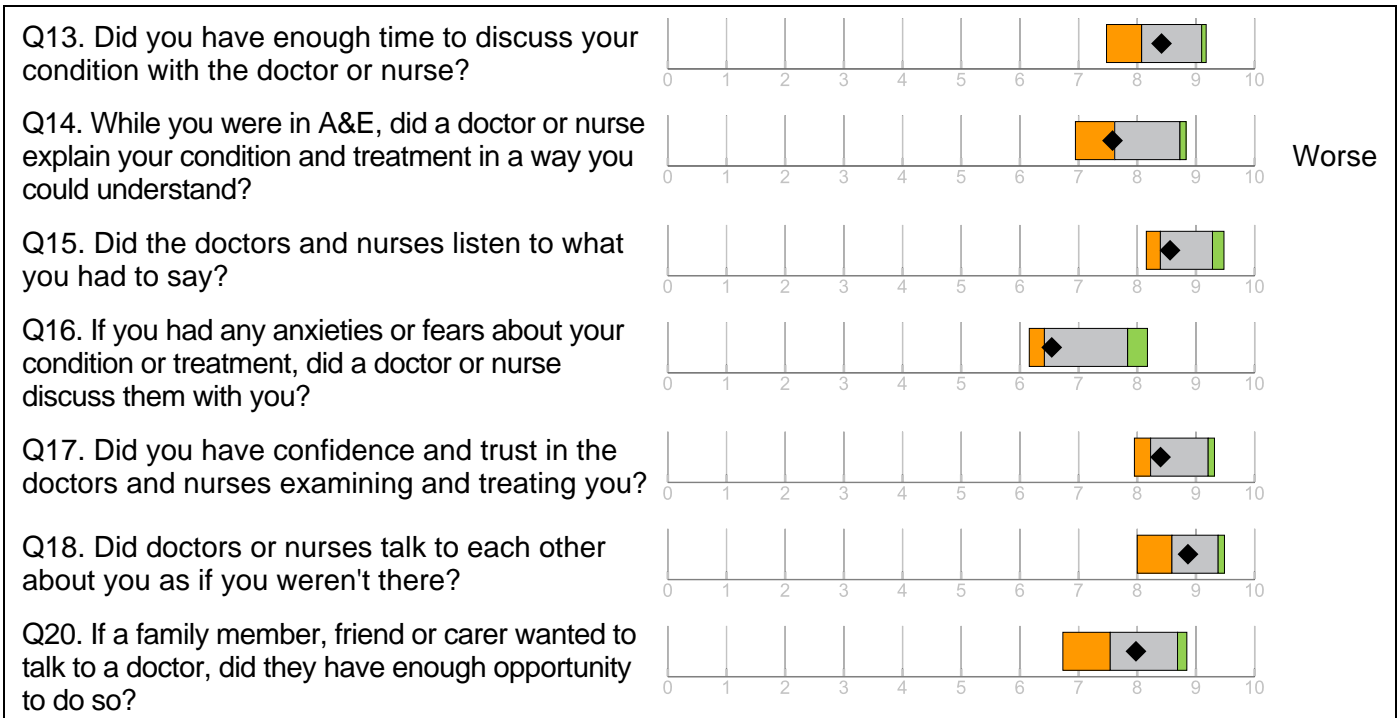 Q13. Did you have enough time to discuss your
condition with the doctor or nurse?
0 1 2 3 4 5 6 7 8 9 10
Q14. While you were in A&E, did a doctor or nurse
explain your condition and treatment in a way you
could understand?
0 1 2 3 4 5 6 7 8 9 10
Worse
Q15. Did the doctors and nurses listen to what
you had to say?
0 1 2 3 4 5 6 7 8 9 10
Q16. If you had any anxieties or fears about your
condition or treatment, did a doctor or nurse
discuss them with you?
0 1 2 3 4 5 6 7 8 9 10
Q17. Did you have confidence and trust in the
doctors and nurses examining and treating you?
0 1 2 3 4 5 6 7 8 9 10
Q18. Did doctors or nurses talk to each other
about you as if you weren't there?
0 1 2 3 4 5 6 7 8 9 10
Q20. If a family member, friend or carer wanted to
talk to a doctor, did they have enough opportunity
to do so?
0 1 2 3 4 5 6 7 8 9 10